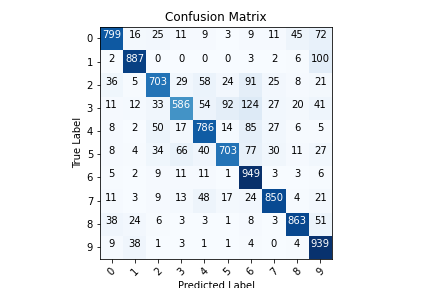 Confusion Matrix
True Label
0 799 16 25 11 9 3 9 11 45 72
1 2 887 0 0 0 0 3 2 6 100
2 36 5 703 29 58 24 91 25 8 21
3 11 12 33 586 54 92 124 27 20 41
4 8 2 50 17 786 14 85 27 6 5
5 8 4 34 66 40 703 77 30 11 27
6 5 2 9 11 11 1 949 3 3 6
7 11 3 9 13 48 17 24 850 4 21
8 38 24 6 3 3 1 8 3 863 51
9 9 38 1 3 1 1 4 0 4 939
0 1 2 3 4 5 6 7 8 9
Predicted Label